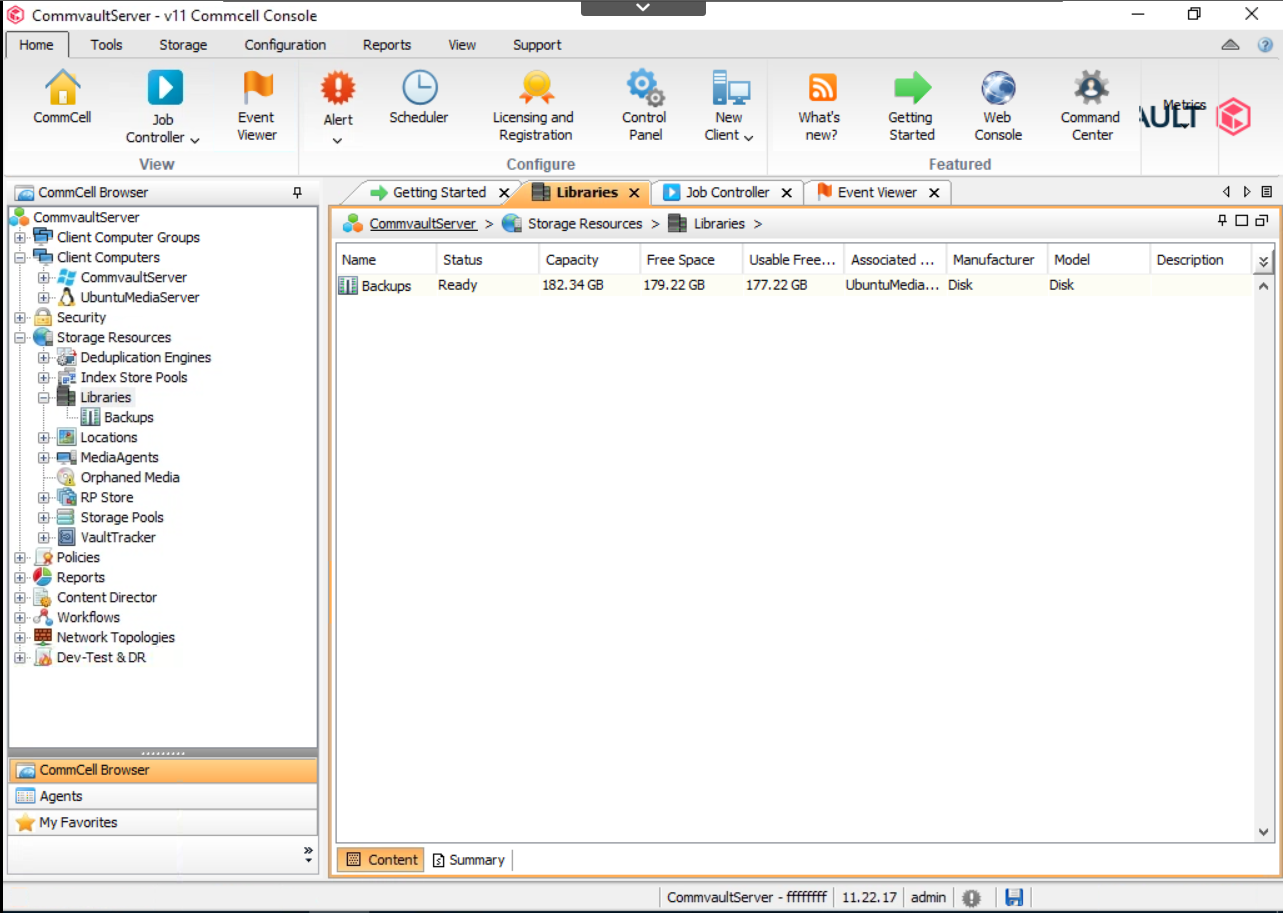 CommvaultServer - v11 Commcell Console
Home Tools Storage Configuration Reports View Support
CommCell
Job Controller
Event Viewer
View
Alert
Scheduler
Licensing and Registration
Control Panel
New Client
Configure
What's new?
Getting Started
Web Console
Command Center
Featured
Metrics
AULT
CommCell Browser
CommvaultServer
Client Computer Groups
Client Computers
CommvaultServer
UbuntuMediaServer
Security
Storage Resources
Deduplication Engines
Index Store Pools
Libraries
Backups
Locations
MediaAgents
Orphaned Media
RP Store
Storage Pools
VaultTracker
Policies
Reports
Content Director
Workflows
Network Topologies
Dev-Test & DR
CommCell Browser
Agents
My Favorites
Getting Started Libraries Job Controller Event Viewer
CommvaultServer > Storage Resources > Libraries >
Name Status Capacity Free Space Usable Free... Associated ... Manufacturer Model Description
Backups Ready 182.34 GB 179.22 GB 177.22 GB UbuntuMedia... Disk Disk
Content Summary
CommvaultServer - ffffffff 11.22.17 admin